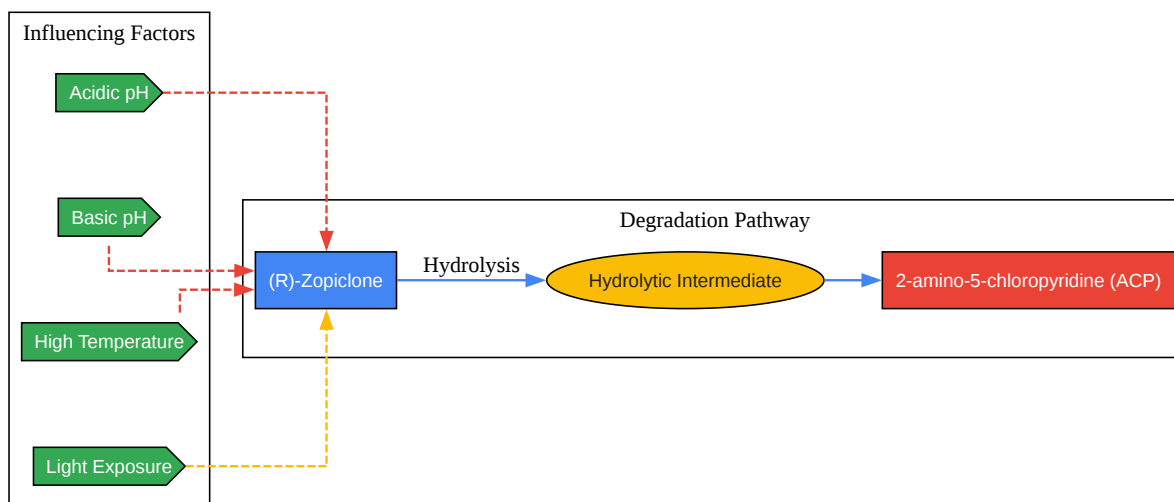 Influencing Factors
Acidic pH
Basic pH
High Temperature
Light Exposure
Degradation Pathway
(R)-Zopiclone
Hydrolysis
Hydrolytic Intermediate
2-amino-5-chloropyridine (ACP)